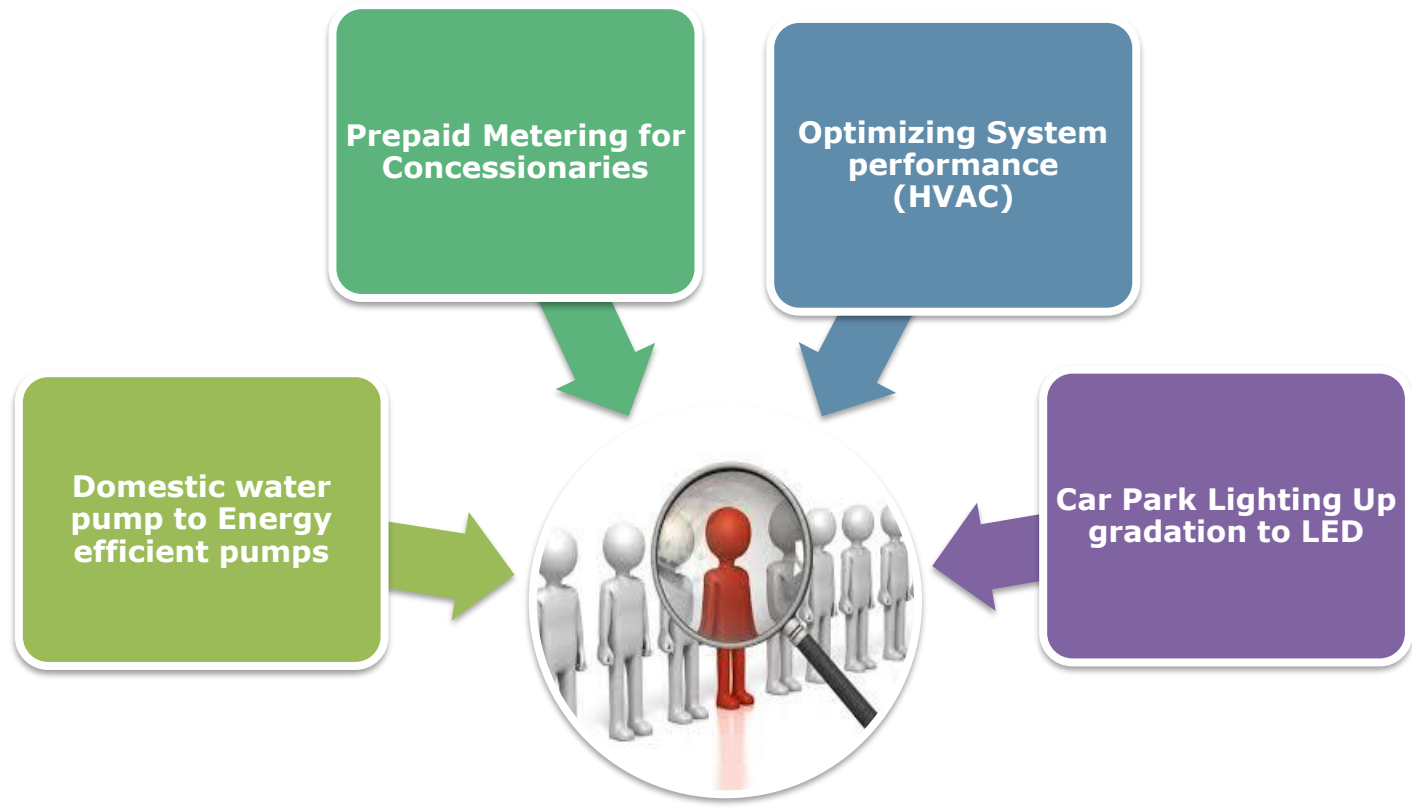 Prepaid Metering for
Concessionaries
Optimizing System
performance
(HVAC)
Domestic water
pump to Energy
efficient pumps
Car Park Lighting Up
gradation to LED